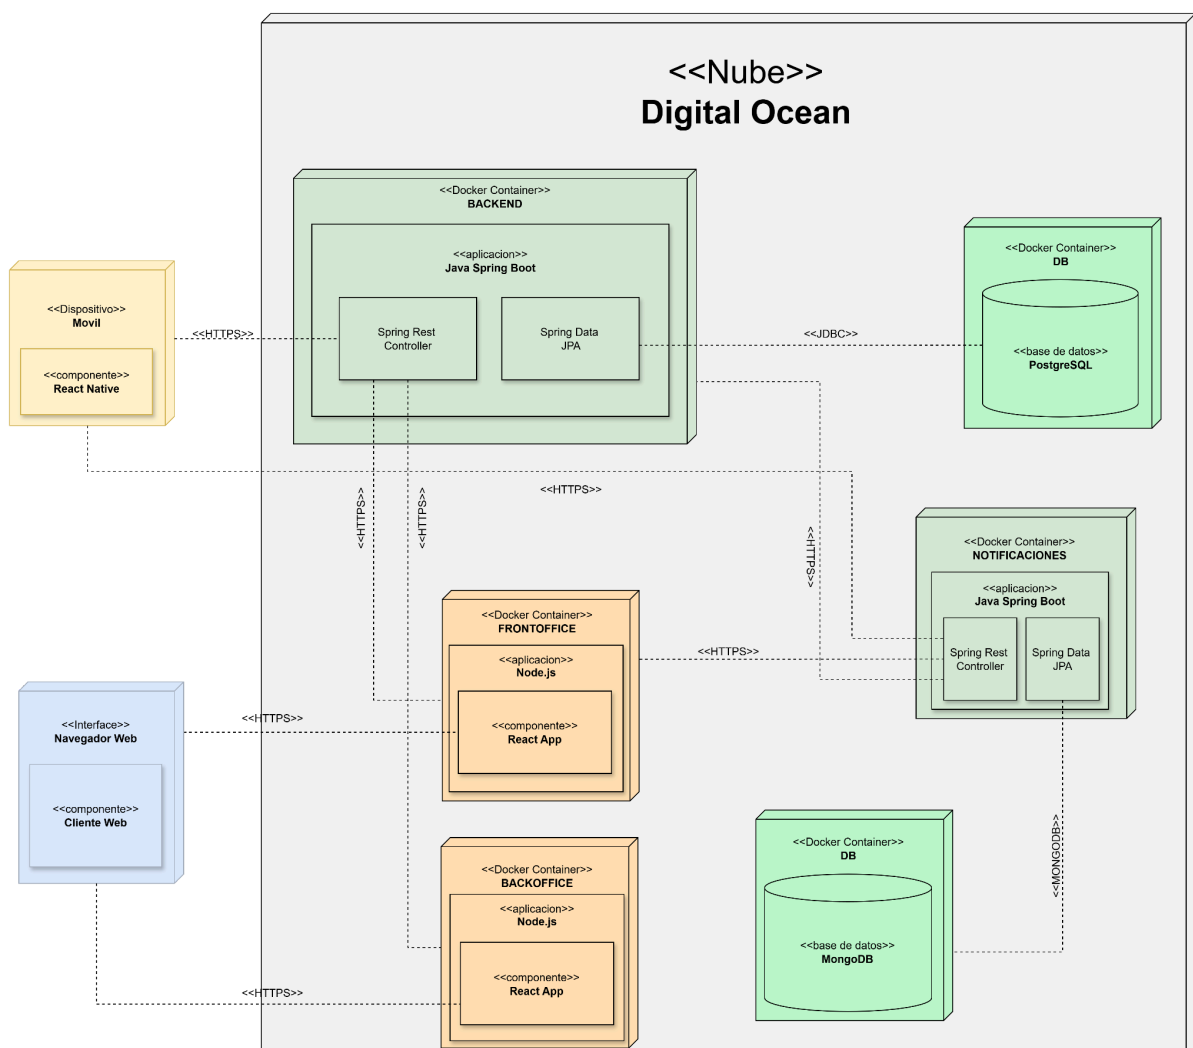 <<Nube>>
Digital Ocean
<<Docker Container>>
BACKEND
<<aplicacion>>
Java Spring Boot
Spring Rest
Controller
Spring Data
JPA
<<Docker Container>>
DB
<<base de datos>>
PostgreSQL
<<JDBC>>
<<Dispositivo>>
Movil
<<componente>>
React Native
<<HTTPS>>
<<HTTPS>>
<<HTTPS>>
<<HTTPS>>
<<HTTPS>>
<<Docker Container>>
NOTIFICACIONES
<<aplicacion>>
Java Spring Boot
Spring Rest
Controller
Spring Data
JPA
<<Docker Container>>
FRONTOFFICE
<<aplicacion>>
Node.js
<<componente>>
React App
<<HTTPS>>
<<Interface>>
Navegador Web
<<componente>>
Cliente Web
<<HTTPS>>
<<Docker Container>>
BACKOFFICE
<<aplicacion>>
Node.js
<<componente>>
React App
<<HTTPS>>
<<Docker Container>>
DB
<<base de datos>>
MongoDB
<<MONGODB>>